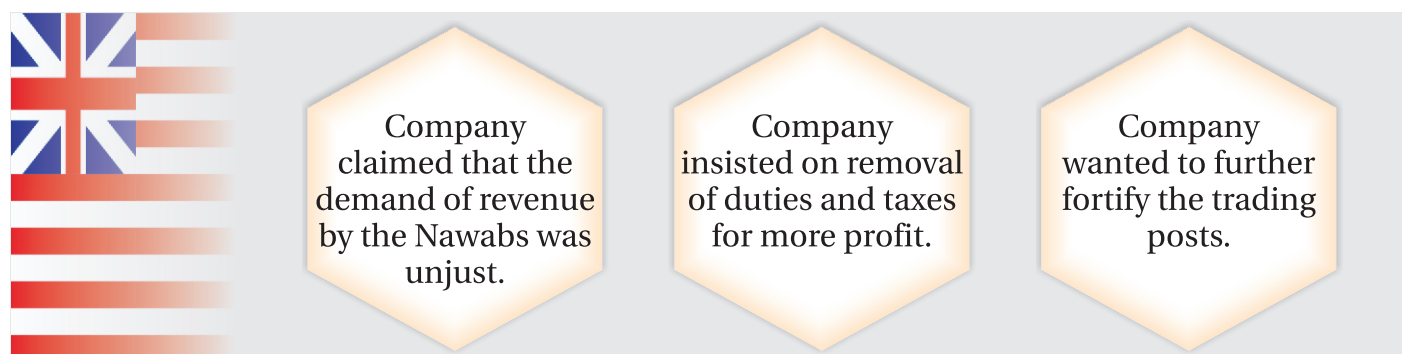 Company
claimed that the
demand of revenue
by the Nawabs was
unjust.
Company
insisted on removal
of duties and taxes
for more profit.
Company
wanted to further
fortify the trading
posts.